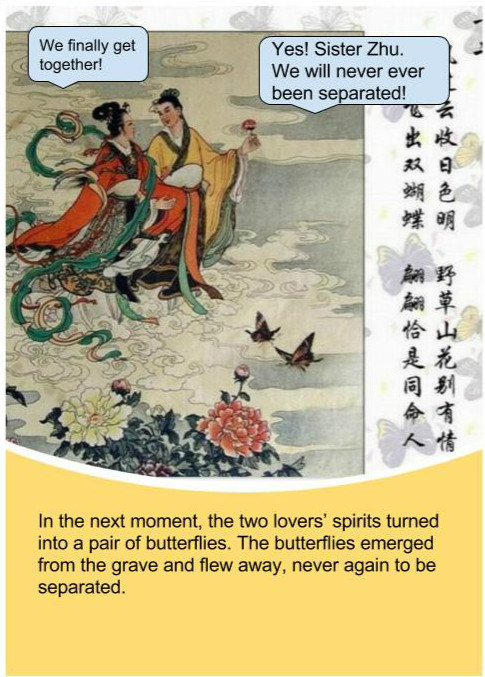 We finally get
together!
Yes! Sister Zhu.
We will never ever
been separated!
收日色明
野草山花别有情
飞出双蝴蝶
翩翩恰是同命人
In the next moment, the two lovers’ spirits turned
into a pair of butterflies. The butterflies emerged
from the grave and flew away, never again to be
separated.